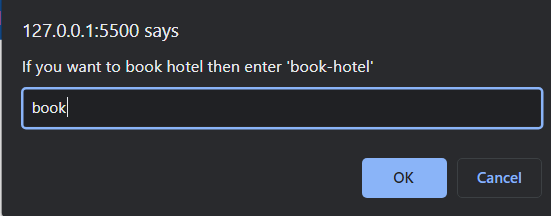 127.0.0.1:5500 says
If you want to book hotel then enter 'book-hotel'
book
OK
Cancel